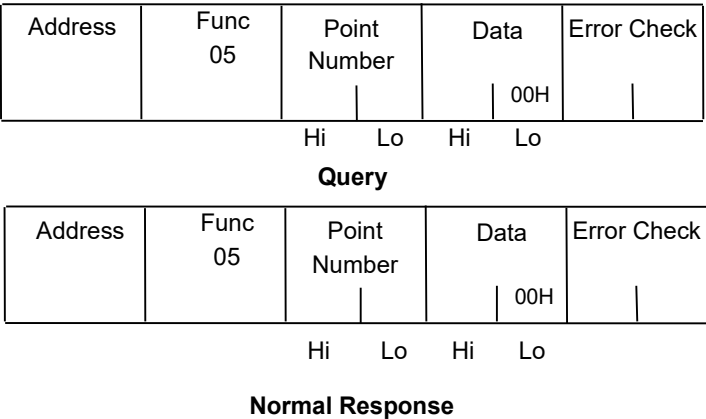 Address Func Point Data Error Check
05 Number
00H
Hi Lo Hi Lo
Query
Address Func Point Data Error Check
05 Number
00H
Hi Lo Hi Lo
Normal Response